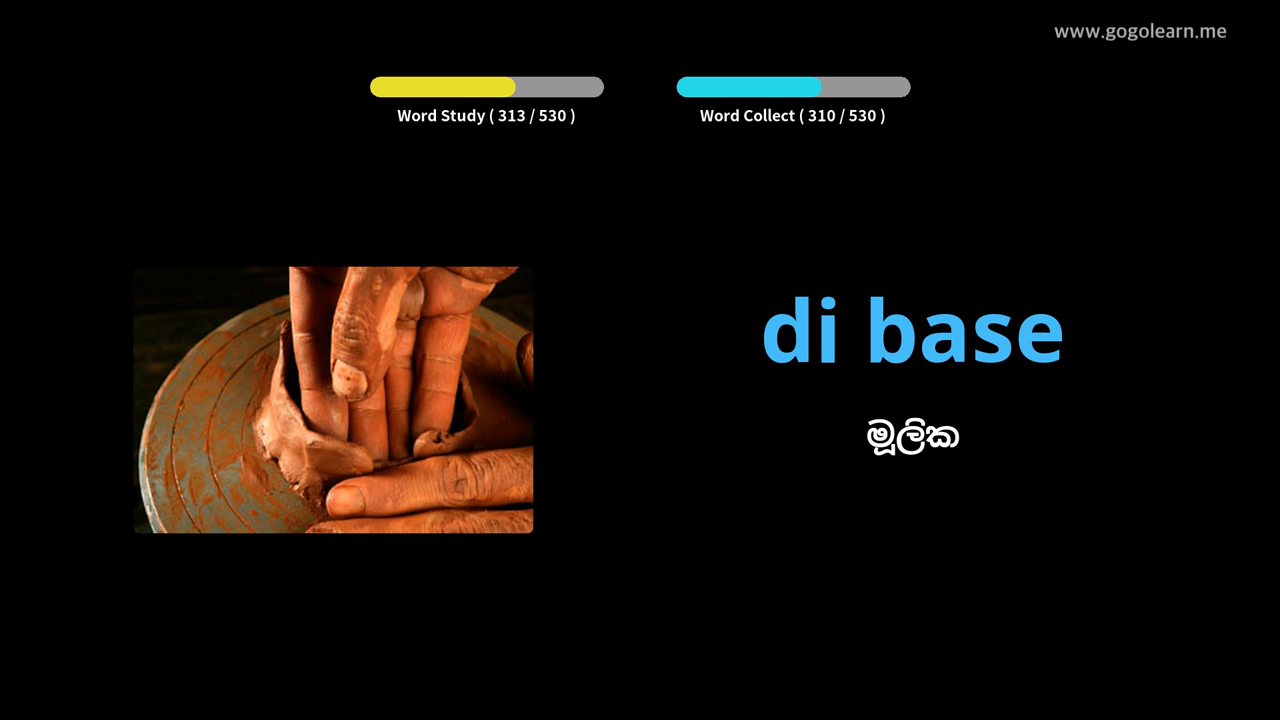 www.gogolearn.me
Word Study ( 313 / 530 )
Word Collect ( 310 / 530 )
di base
මූලික